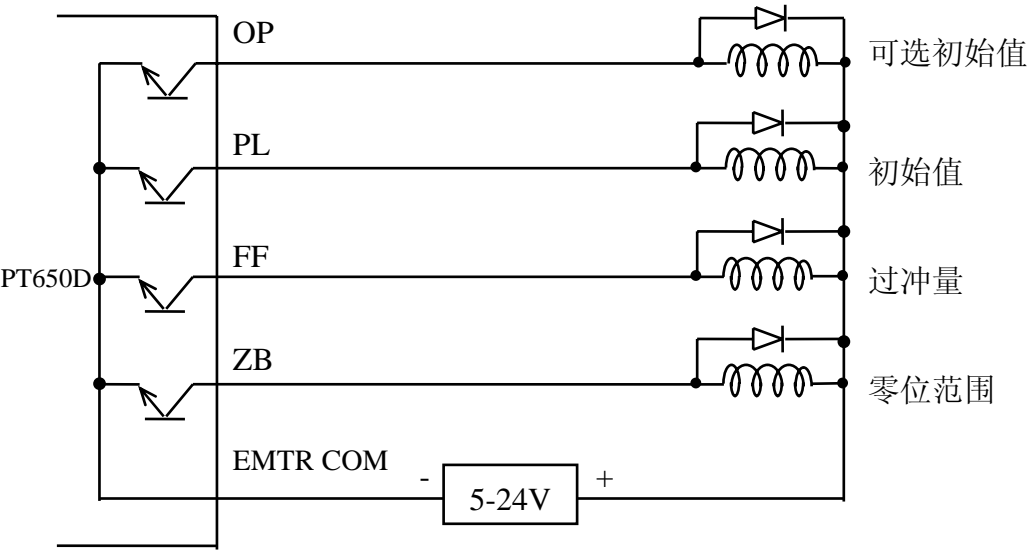 OP
可选初始值
PL
初始值
FF
PT650D
过冲量
ZB
零位范围
EMTR COM
- 5-24V +